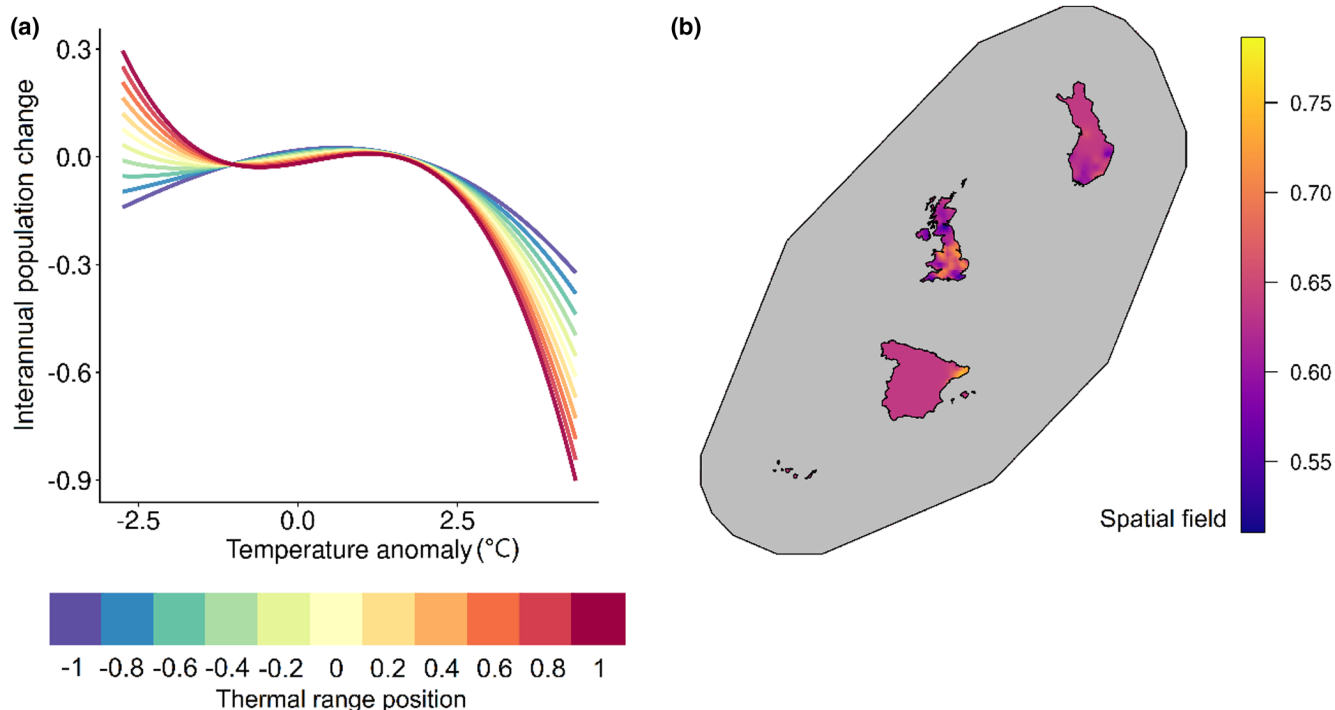 (a)
Interannual population change
0.3
0.0
-0.3
-0.6
-0.9
-2.5 0.0 2.5
Temperature anomaly (°C)
-1 -0.8 -0.6 -0.4 -0.2 0 0.2 0.4 0.6 0.8 1
Thermal range position
(b)
0.75
0.70
0.65
0.60
0.55
Spatial field